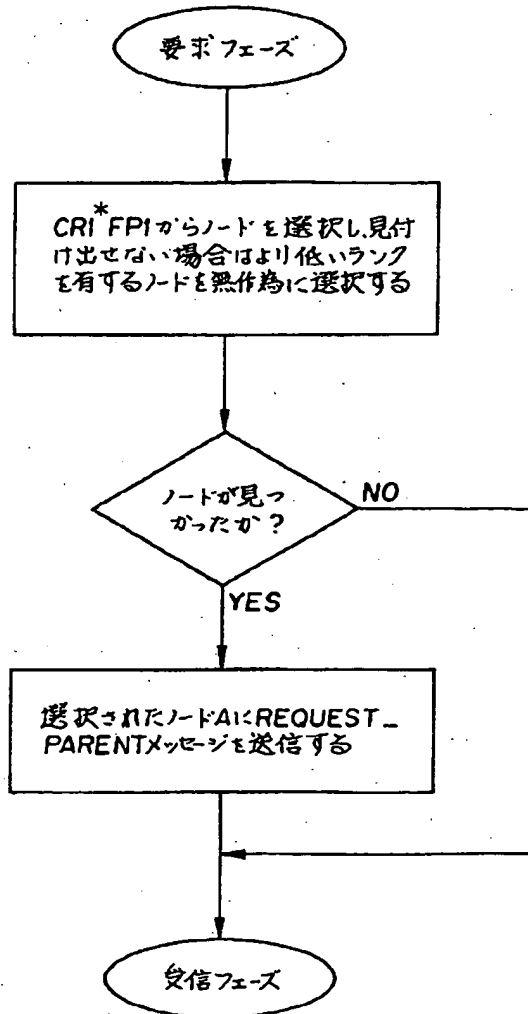 要求フェーズ
CRI*FPIからノードを選択し、見付
け出せない場合はより低いランク
を有するノードを無作為に選択する
ノードが見つ
かったか?
NO
YES
選択されたノードAにREQUEST_
PARENTメッセージを送信する
受信フェーズ